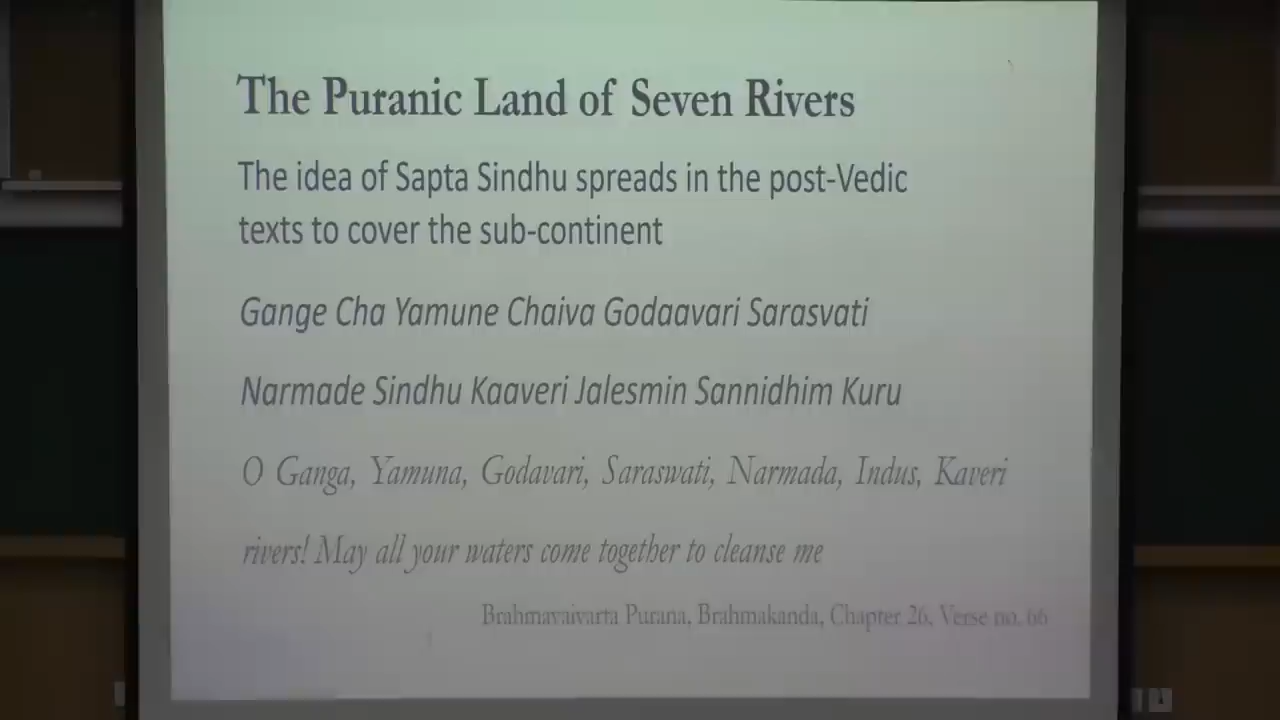 The Puranic Land of Seven Rivers
The idea of Sapta Sindhu spreads in the post-Vedic
texts to cover the sub-continent
Gange Cha Yamune Chaiva Godaavari Sarasvati
Narmade Sindhu Kaaveri Jalesmin Sannidhim Kuru
O Ganga, Yamuna, Godavari, Saraswati, Narmada, Indus, Kaveri
rivers! May all your waters come together to cleanse me
Brahmavaivarta Purana, Brahmakanda, Chapter 26, Verse no. 66